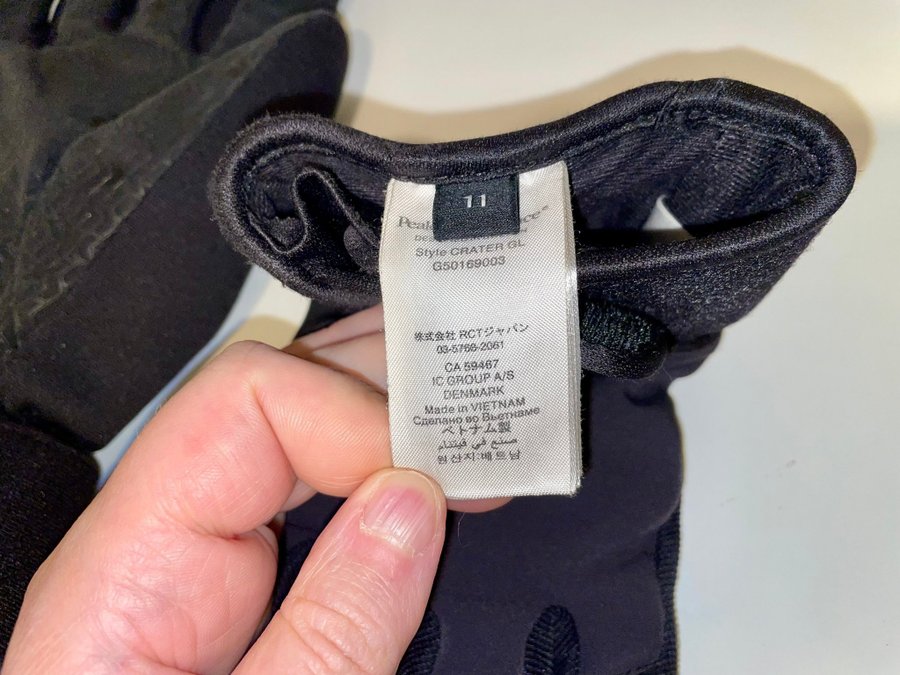 11
Style CRATER GL
G50169003
株式会社 RCTジャパン
03-5766-2061
CA 59467
IC GROUP A/S
DENMARK
Made in VIETNAM
Сделано во Вьетнаме
ベトナム製
صنع في فيتنام
원산지:베트남